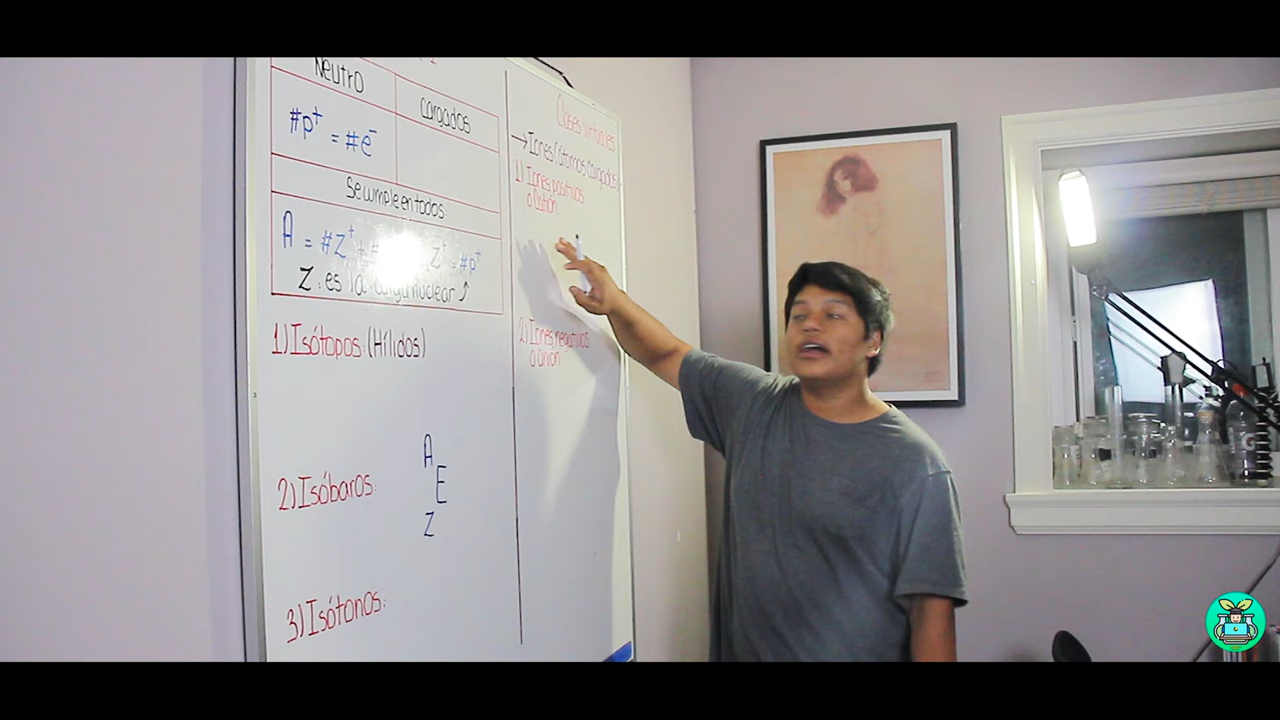 Neutro
cargados
#p⁺ = #e⁻
Se cumple en todos:
A = #Z⁺ + # Z⁺ = #p⁺
Z: es la carga nuclear ↑
1) Isótopos: (Hílidos)
A
E
Z
2) Isóbaros:
3) Isótonos:
Clases virtuales
→ Iones (átomos cargados):
1) Iones positivos
o Catión:
2) Iones negativos
o anión